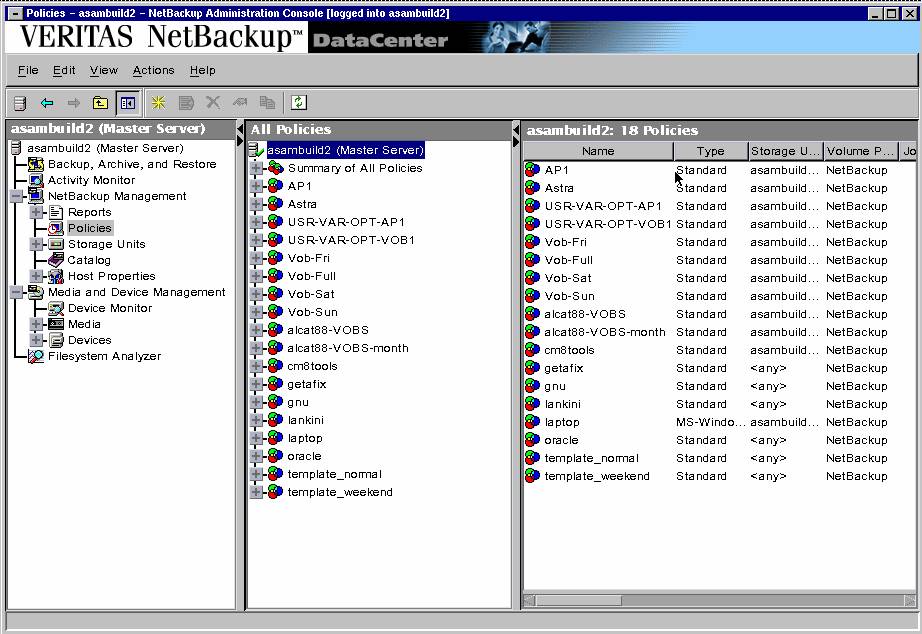 Policies - asambuild2 - NetBackup Administration Console [logged into asambuild2]
VERITAS NetBackup™ DataCenter
File Edit View Actions Help
asambuild2 (Master Server)
asambuild2 (Master Server)
Backup, Archive, and Restore
Activity Monitor
NetBackup Management
Reports
Policies
Storage Units
Catalog
Host Properties
Media and Device Management
Device Monitor
Media
Devices
Filesystem Analyzer
All Policies
asambuild2 (Master Server)
Summary of All Policies
AP1
Astra
USR-VAR-OPT-AP1
USR-VAR-OPT-VOB1
Vob-Fri
Vob-Full
Vob-Sat
Vob-Sun
alcat88-VOBS
alcat88-VOBS-month
cm8tools
getafix
gnu
lankini
laptop
oracle
template_normal
template_weekend
asambuild2: 18 Policies
Name Type Storage U... Volume P... Jo
AP1 Standard asambuild... NetBackup
Astra Standard asambuild... NetBackup
USR-VAR-OPT-AP1 Standard asambuild... NetBackup
USR-VAR-OPT-VOB1 Standard asambuild... NetBackup
Vob-Fri Standard asambuild... NetBackup
Vob-Full Standard asambuild... NetBackup
Vob-Sat Standard asambuild... NetBackup
Vob-Sun Standard asambuild... NetBackup
alcat88-VOBS Standard asambuild... NetBackup
alcat88-VOBS-month Standard asambuild... NetBackup
cm8tools Standard asambuild... NetBackup
getafix Standard <any> NetBackup
gnu Standard <any> NetBackup
lankini Standard <any> NetBackup
laptop MS-Windo... asambuild... NetBackup
oracle Standard <any> NetBackup
template_normal Standard <any> NetBackup
template_weekend Standard <any> NetBackup